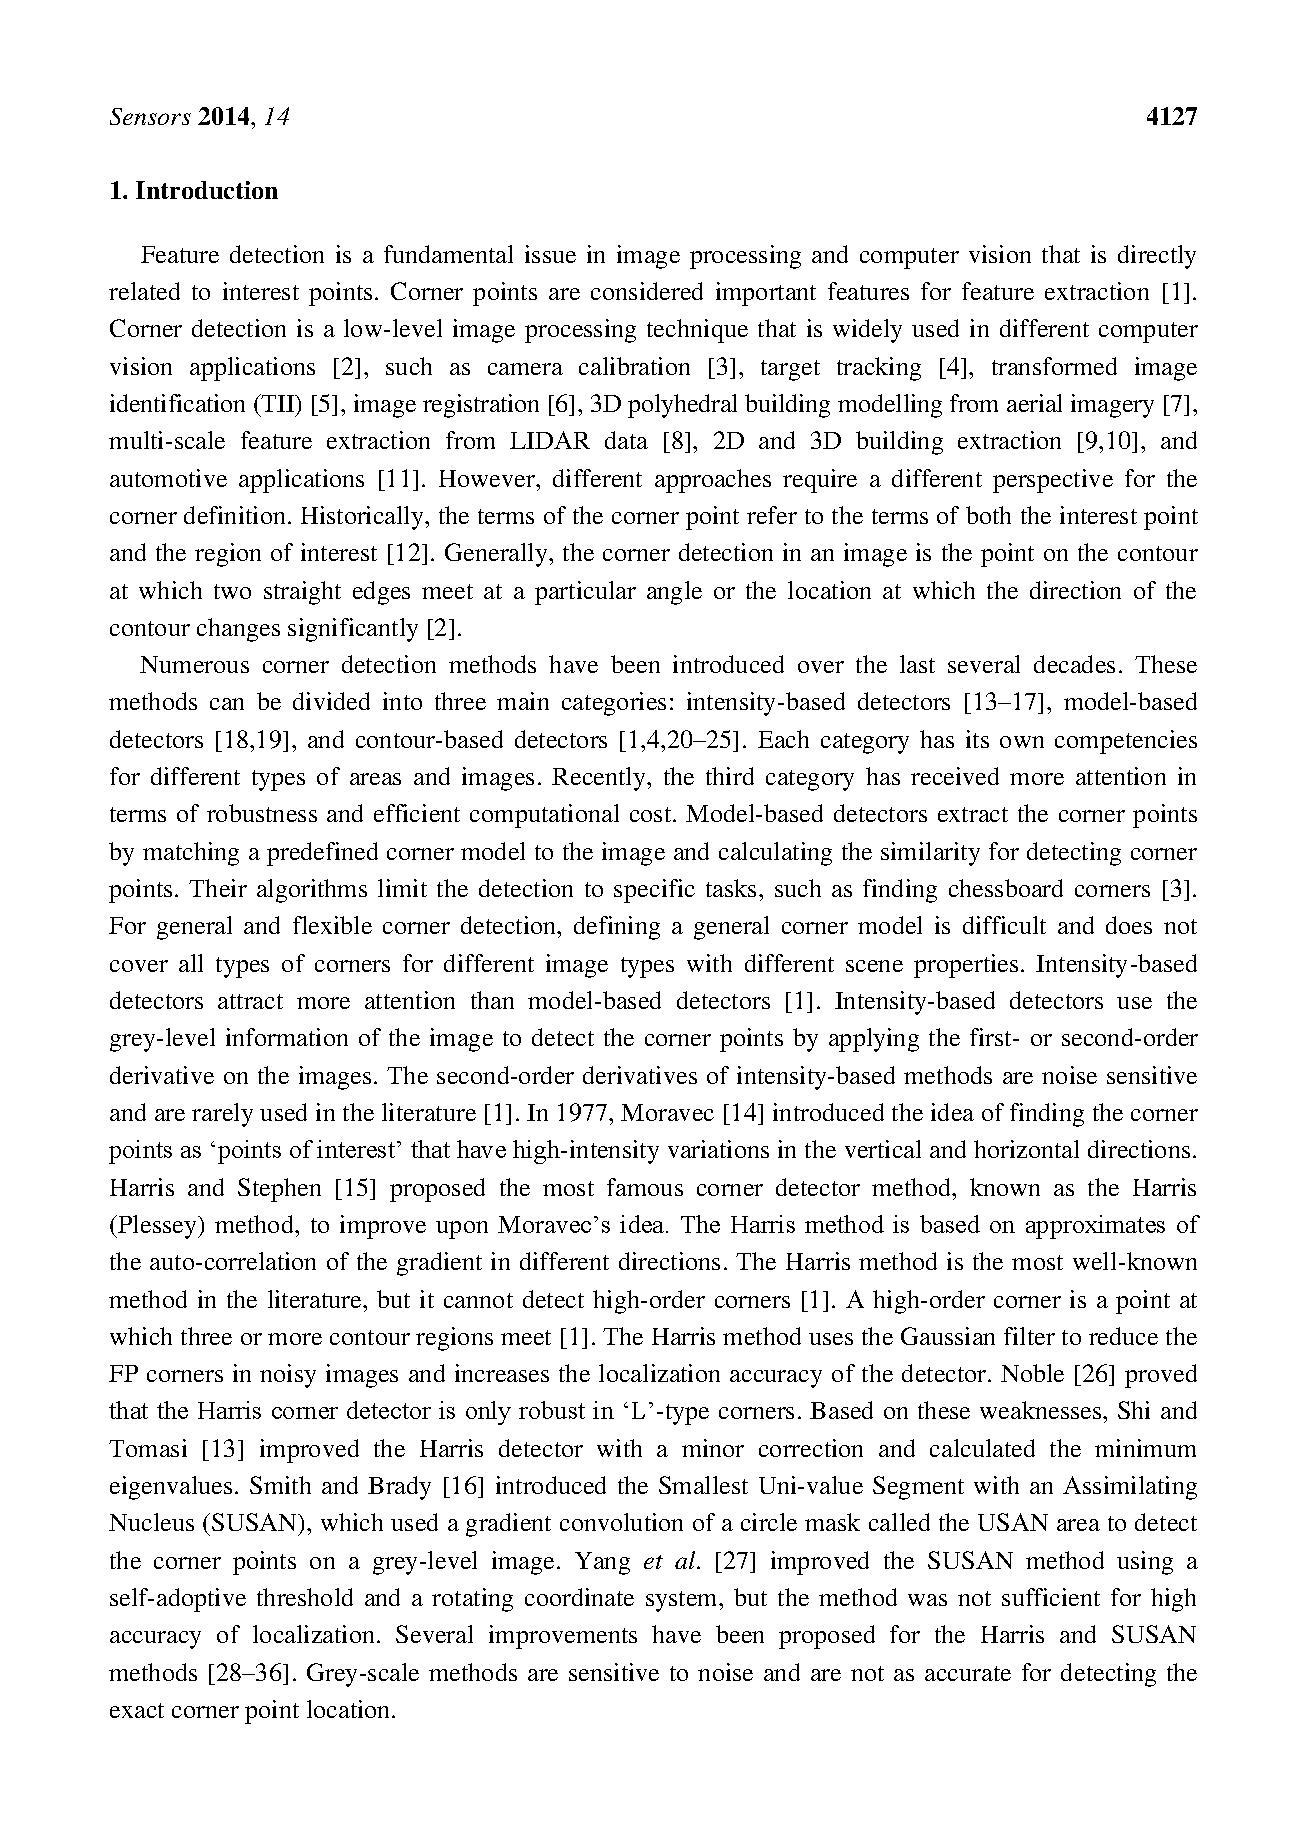 Sensors 2014, 14 4127
1. Introduction
Feature detection is a fundamental issue in image processing and computer vision that is directly
related to interest points. Corner points are considered important features for feature extraction [1].
Corner detection is a low-level image processing technique that is widely used in different computer
vision applications [2], such as camera calibration [3], target tracking [4], transformed image
identification (TII) [5], image registration [6], 3D polyhedral building modelling from aerial imagery [7],
multi-scale feature extraction from LIDAR data [8], 2D and 3D building extraction [9,10], and
automotive applications [11]. However, different approaches require a different perspective for the
corner definition. Historically, the terms of the corner point refer to the terms of both the interest point
and the region of interest [12]. Generally, the corner detection in an image is the point on the contour
at which two straight edges meet at a particular angle or the location at which the direction of the
contour changes significantly [2].
Numerous corner detection methods have been introduced over the last several decades. These
methods can be divided into three main categories: intensity-based detectors [13–17], model-based
detectors [18,19], and contour-based detectors [1,4,20–25]. Each category has its own competencies
for different types of areas and images. Recently, the third category has received more attention in
terms of robustness and efficient computational cost. Model-based detectors extract the corner points
by matching a predefined corner model to the image and calculating the similarity for detecting corner
points. Their algorithms limit the detection to specific tasks, such as finding chessboard corners [3].
For general and flexible corner detection, defining a general corner model is difficult and does not
cover all types of corners for different image types with different scene properties. Intensity-based
detectors attract more attention than model-based detectors [1]. Intensity-based detectors use the
grey-level information of the image to detect the corner points by applying the first- or second-order
derivative on the images. The second-order derivatives of intensity-based methods are noise sensitive
and are rarely used in the literature [1]. In 1977, Moravec [14] introduced the idea of finding the corner
points as ‘points of interest’ that have high-intensity variations in the vertical and horizontal directions.
Harris and Stephen [15] proposed the most famous corner detector method, known as the Harris
(Plessey) method, to improve upon Moravec’s idea. The Harris method is based on approximates of
the auto-correlation of the gradient in different directions. The Harris method is the most well-known
method in the literature, but it cannot detect high-order corners [1]. A high-order corner is a point at
which three or more contour regions meet [1]. The Harris method uses the Gaussian filter to reduce the
FP corners in noisy images and increases the localization accuracy of the detector. Noble [26] proved
that the Harris corner detector is only robust in ‘L’-type corners. Based on these weaknesses, Shi and
Tomasi [13] improved the Harris detector with a minor correction and calculated the minimum
eigenvalues. Smith and Brady [16] introduced the Smallest Uni-value Segment with an Assimilating
Nucleus (SUSAN), which used a gradient convolution of a circle mask called the USAN area to detect
the corner points on a grey-level image. Yang et al. [27] improved the SUSAN method using a
self-adoptive threshold and a rotating coordinate system, but the method was not sufficient for high
accuracy of localization. Several improvements have been proposed for the Harris and SUSAN
methods [28–36]. Grey-scale methods are sensitive to noise and are not as accurate for detecting the
exact corner point location.